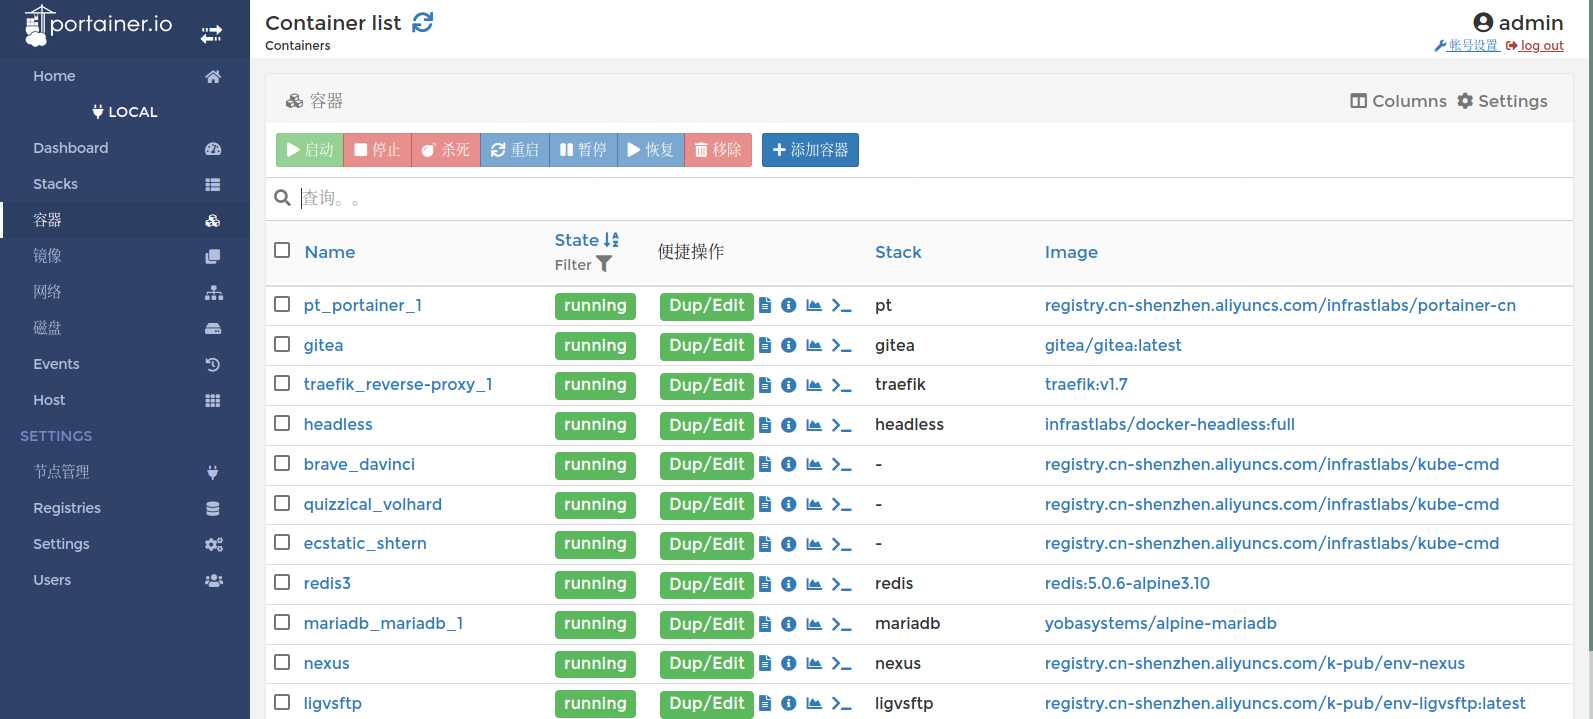 portainer.io
Home
LOCAL
Dashboard
Stacks
容器
镜像
网络
磁盘
Events
Host
SETTINGS
节点管理
Registries
Settings
Users
Container list
Containers
admin
帐号设置 log out
容器
Columns Settings
启动 停止 杀死 重启 暂停 恢复 移除 添加容器
查询。。
Name State Filter 便捷操作 Stack Image
pt_portainer_1 running Dup/Edit pt registry.cn-shenzhen.aliyuncs.com/infrastlabs/portainer-cn
gitea running Dup/Edit gitea gitea/gitea:latest
traefik_reverse-proxy_1 running Dup/Edit traefik traefik:v1.7
headless running Dup/Edit headless infrastlabs/docker-headless:full
brave_davinci running Dup/Edit - registry.cn-shenzhen.aliyuncs.com/infrastlabs/kube-cmd
quizzical_volhard running Dup/Edit - registry.cn-shenzhen.aliyuncs.com/infrastlabs/kube-cmd
ecstatic_shtern running Dup/Edit - registry.cn-shenzhen.aliyuncs.com/infrastlabs/kube-cmd
redis3 running Dup/Edit redis redis:5.0.6-alpine3.10
mariadb_mariadb_1 running Dup/Edit mariadb yobasystems/alpine-mariadb
nexus running Dup/Edit nexus registry.cn-shenzhen.aliyuncs.com/k-pub/env-nexus
ligvsftp running Dup/Edit ligvsftp registry.cn-shenzhen.aliyuncs.com/k-pub/env-ligvsftp:latest